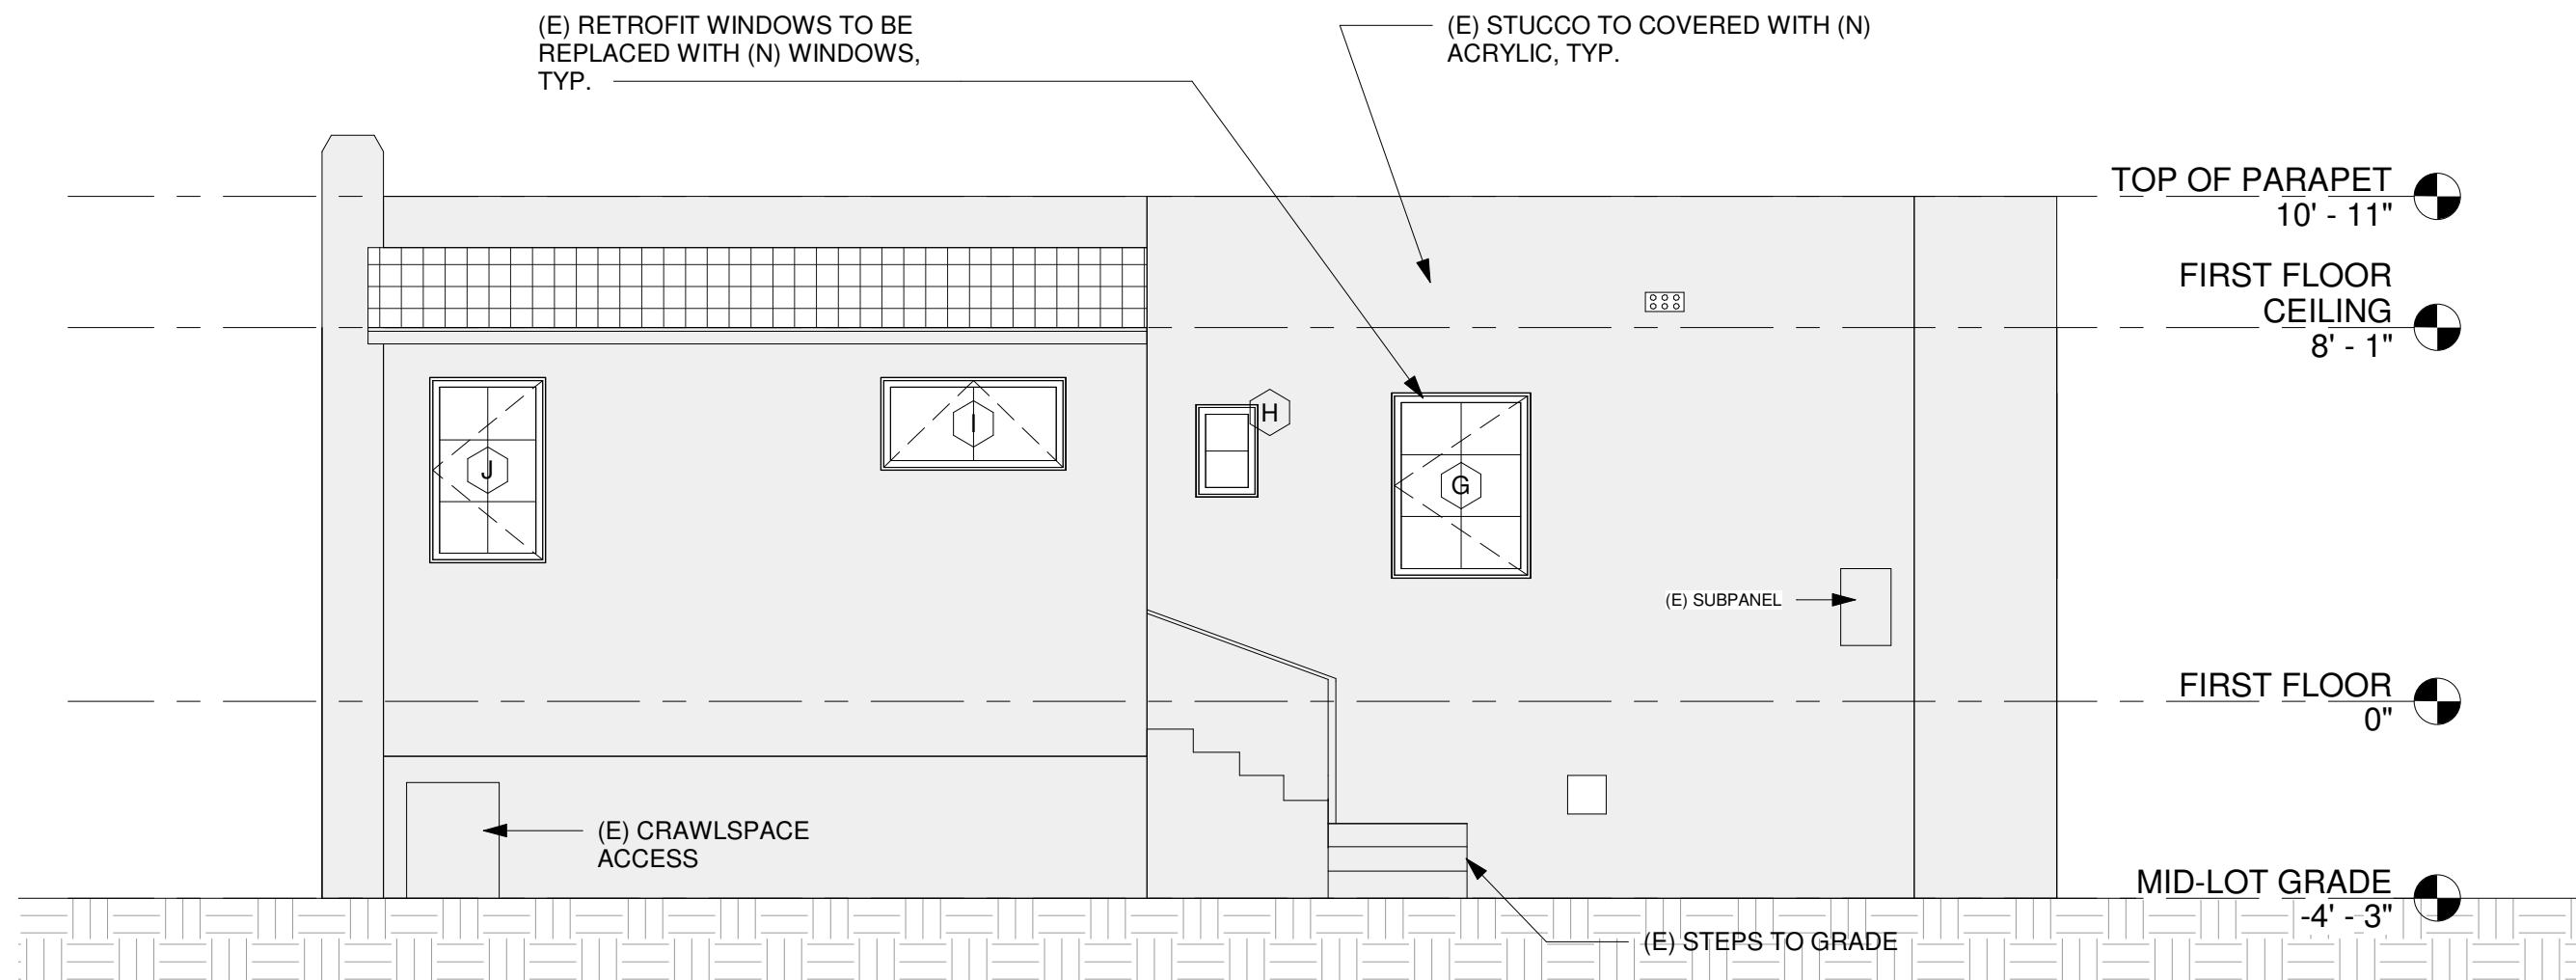 (E) RETROFIT WINDOWS TO BE
REPLACED WITH (N) WINDOWS,
TYP.
(E) STUCCO TO COVERED WITH (N)
ACRYLIC, TYP.
TOP OF PARAPET
10' - 11"
FIRST FLOOR
CEILING
8' - 1"
J
I
H
G
(E) SUBPANEL
FIRST FLOOR
0"
(E) CRAWLSPACE
ACCESS
MID-LOT GRADE
-4' - 3"
(E) STEPS TO GRADE